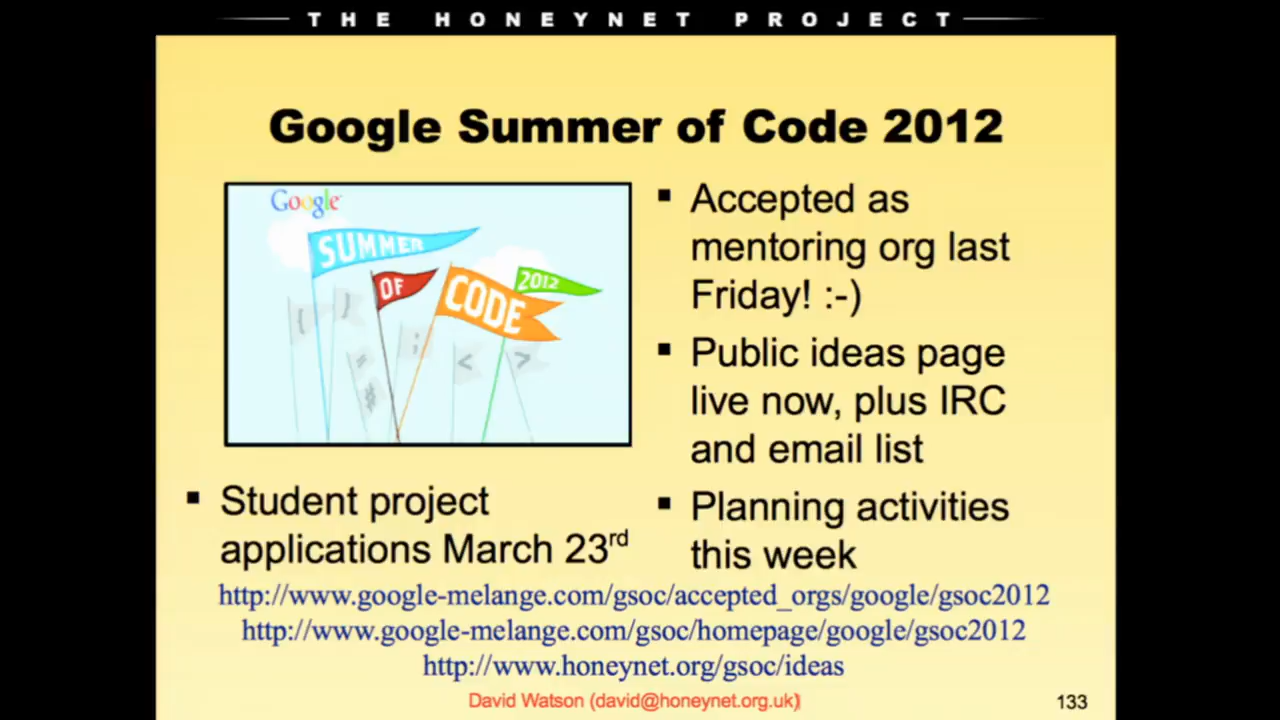 THE HONEYNET PROJECT
Google Summer of Code 2012
Google
SUMMER
OF
CODE
2012
{
}
;
*
#
<
>
▪ Accepted as
mentoring org last
Friday! :-)
▪ Public ideas page
live now, plus IRC
and email list
▪ Planning activities
this week
▪ Student project
applications March 23rd
http://www.google-melange.com/gsoc/accepted_orgs/google/gsoc2012
http://www.google-melange.com/gsoc/homepage/google/gsoc2012
http://www.honeynet.org/gsoc/ideas
David Watson (david@honeynet.org.uk)
133